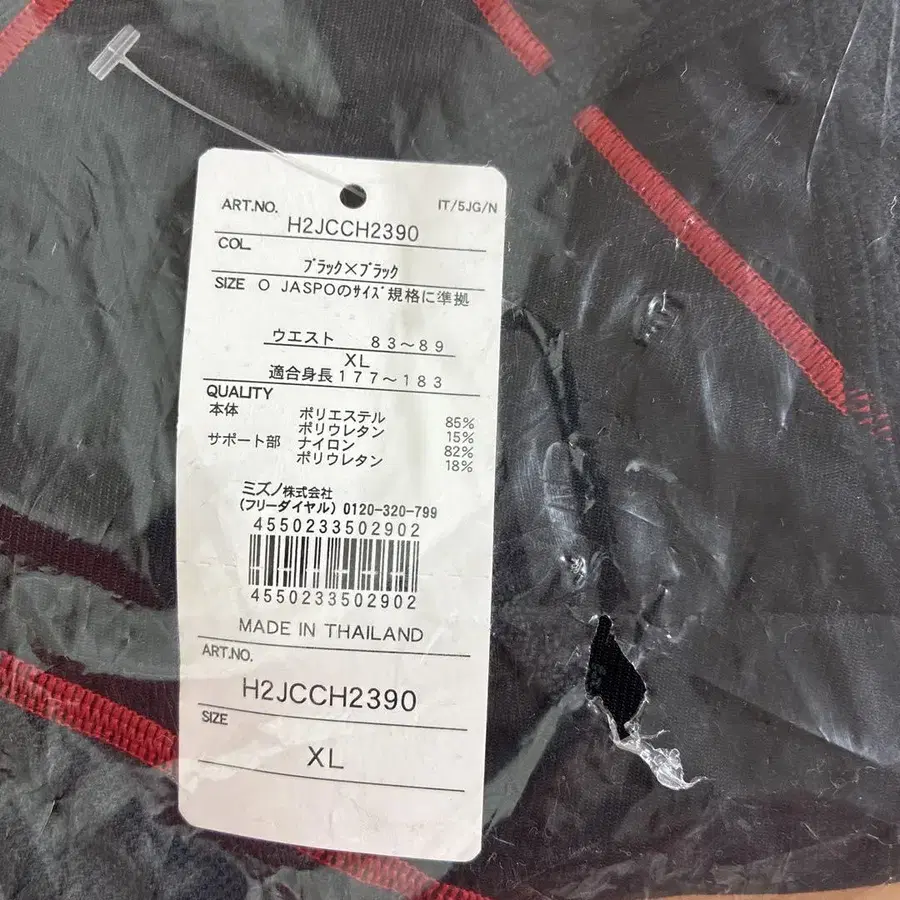 IT/5JG/N
ART.NO.
H2JCCH2390
COL.
ブラック×ブラック
SIZE O JASPOのサイズ規格に準拠
ウエスト 83〜89
XL
適合身長177〜183
QUALITY
本体 ポリエステル 85%
ポリウレタン 15%
サポート部 ナイロン 82%
ポリウレタン 18%
ミズノ株式会社
(フリーダイヤル) 0120-320-799
4550233502902
4550233502902
MADE IN THAILAND
ART.NO.
H2JCCH2390
SIZE
XL